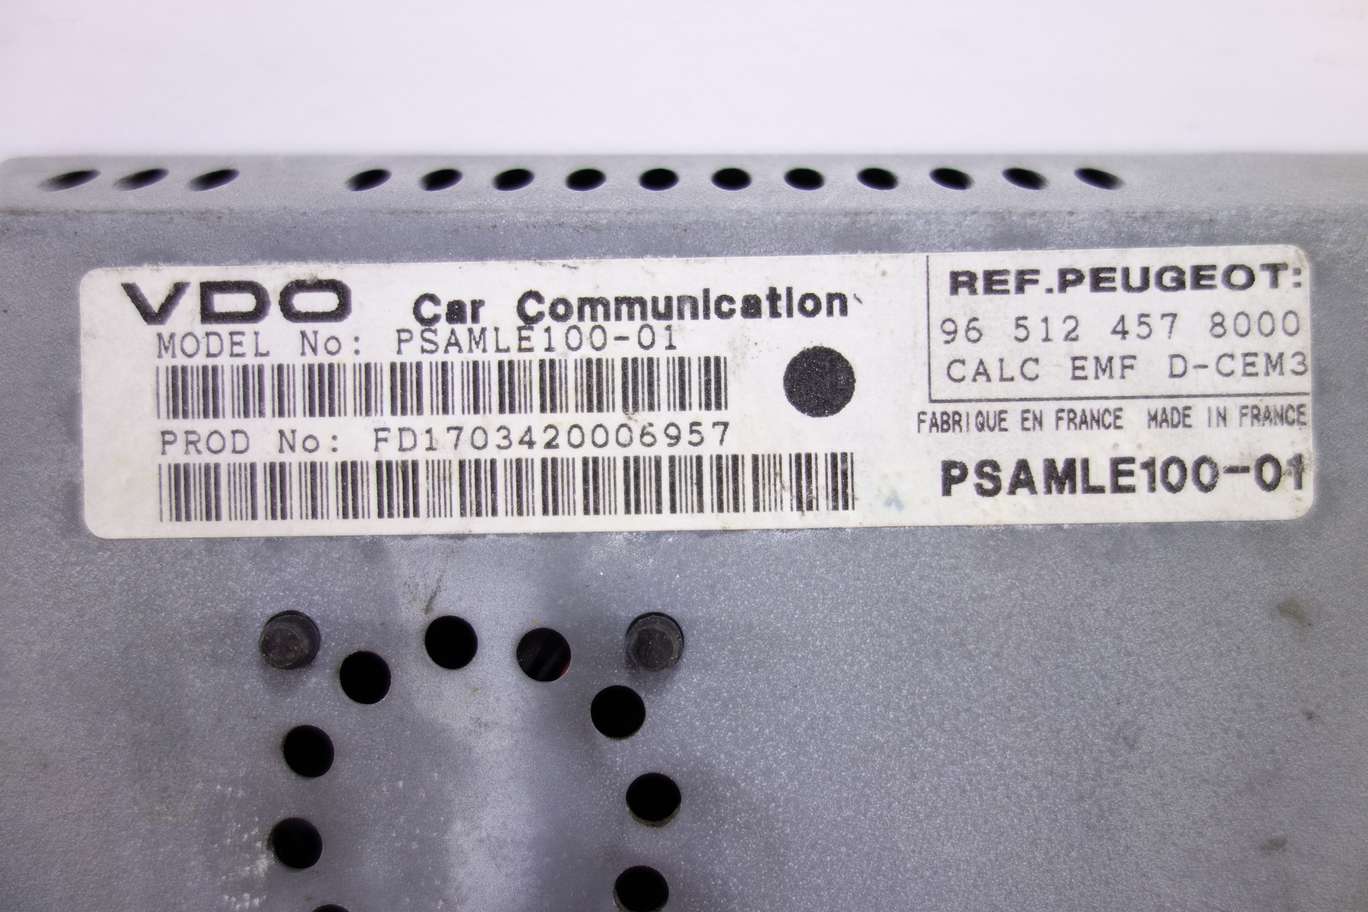 VDO Car Communication
MODEL No: PSAMLE100-01
PROD No: FD1703420006957
REF.PEUGEOT:
96 512 457 8000
CALC EMF D-CEM3
FABRIQUE EN FRANCE MADE IN FRANCE
PSAMLE100-01